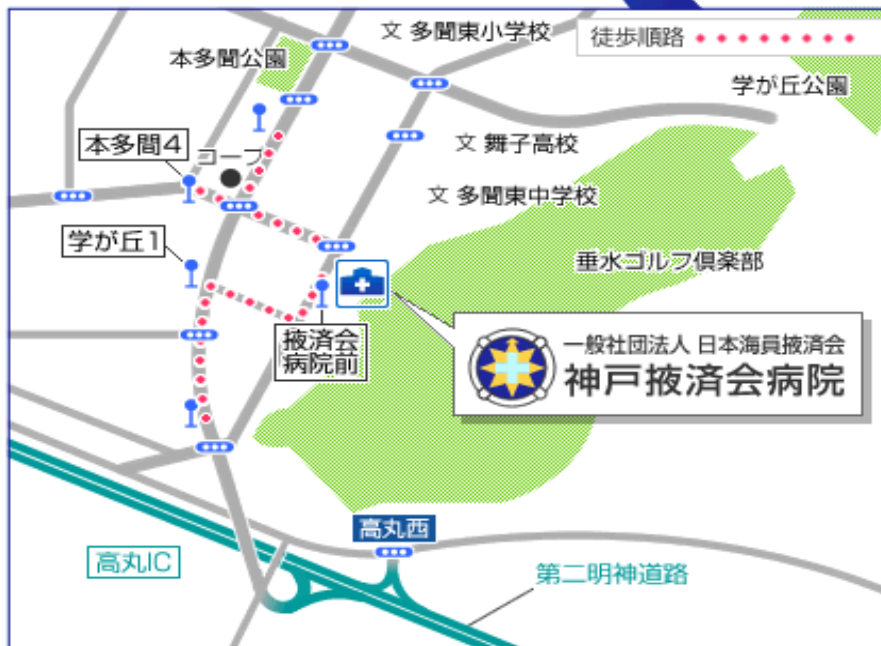 文 多聞東小学校
徒歩順路
本多聞公園
学が丘公園
本多聞4
コープ
文 舞子高校
文 多聞東中学校
学が丘1
垂水ゴルフ倶楽部
掖済会
病院前
一般社団法人 日本海員掖済会
神戸掖済会病院
高丸西
高丸IC
第二明神道路